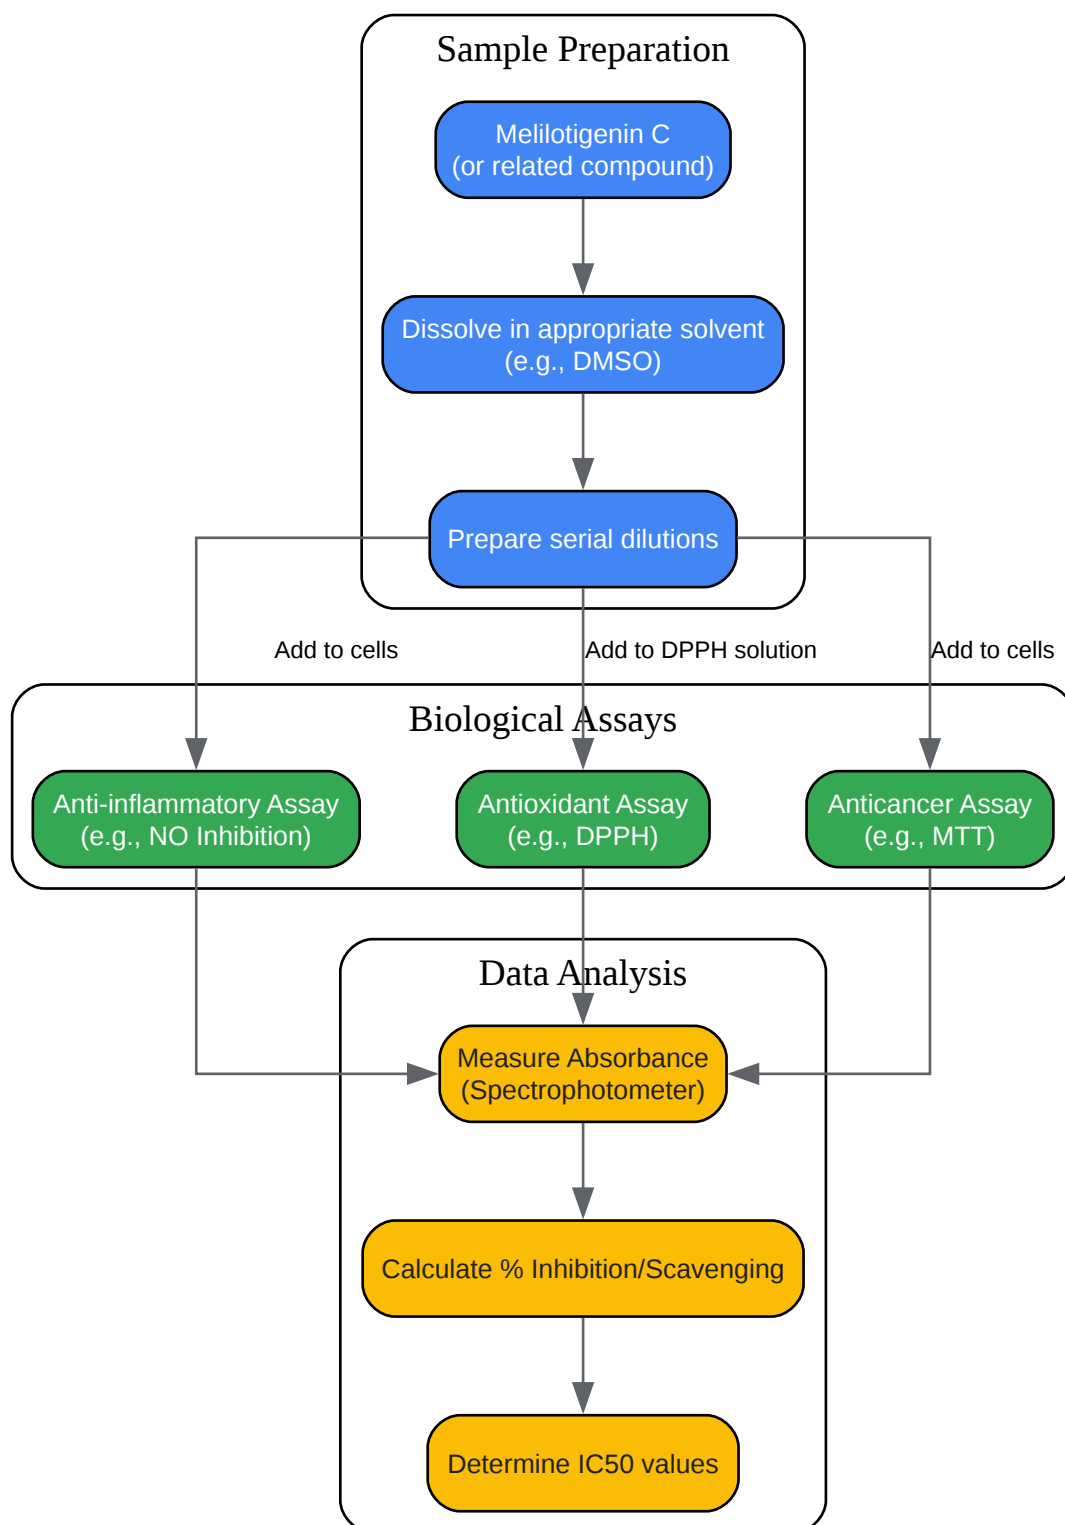 Sample Preparation
Melilotigenin C
(or related compound)
Dissolve in appropriate solvent
(e.g., DMSO)
Prepare serial dilutions
Add to cells
Add to DPPH solution
Add to cells
Biological Assays
Anti-inflammatory Assay
(e.g., NO Inhibition)
Antioxidant Assay
(e.g., DPPH)
Anticancer Assay
(e.g., MTT)
Data Analysis
Measure Absorbance
(Spectrophotometer)
Calculate % Inhibition/Scavenging
Determine IC50 values